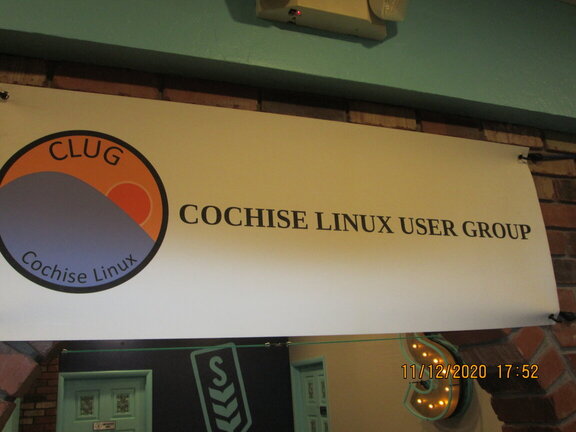 CLUG
Cochise Linux
COCHISE LINUX USER GROUP
S
11/12/2020 17:52